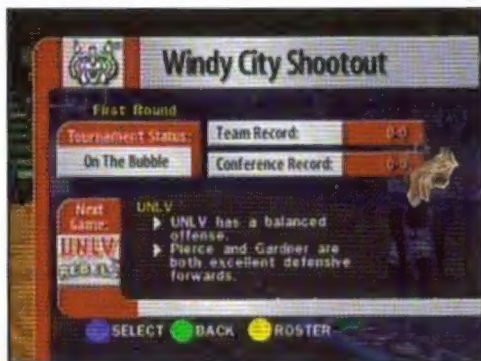 Windy City Shootout
First Round
Tournament Status:
On The Bubble
Team Record: 0-0
Conference Record: 0-0
Next
Game:
UNLV
REBELS
UNLV
UNLV has a balanced
offense.
Pierce and Gardner are
both excellent defensive
forwards.
SELECT BACK ROSTER